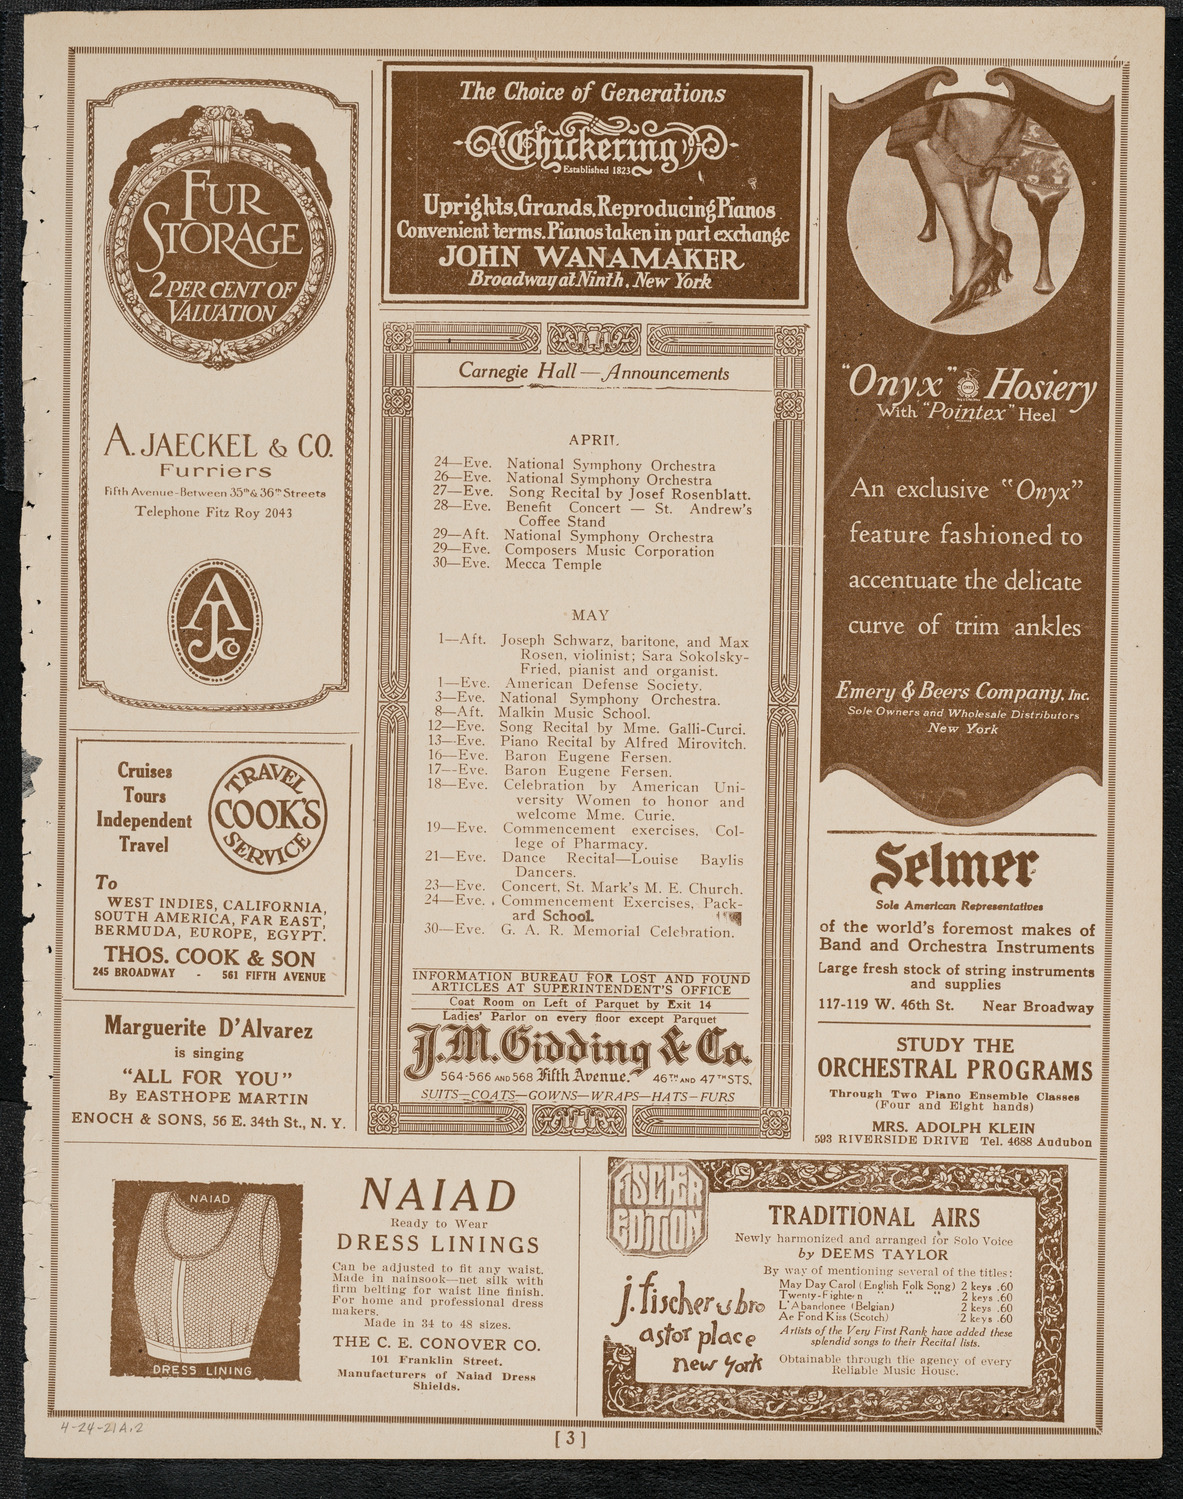 FUR
STORAGE
2 PER CENT OF
VALUATION
A. JAECKEL & CO.
Furriers
Fifth Avenue-Between 35th & 36th Streets
Telephone Fitz Roy 2043
AJCo
Cruises
Tours
Independent
Travel
TRAVEL
COOK'S
SERVICE
To
WEST INDIES, CALIFORNIA,
SOUTH AMERICA, FAR EAST,
BERMUDA, EUROPE, EGYPT.
THOS. COOK & SON
245 BROADWAY - 561 FIFTH AVENUE
Marguerite D'Alvarez
is singing
"ALL FOR YOU"
By EASTHOPE MARTIN
ENOCH & SONS, 56 E. 34th St., N. Y.
The Choice of Generations
Chickering
Established 1823
Uprights, Grands, Reproducing Pianos
Convenient terms. Pianos taken in part exchange
JOHN WANAMAKER
Broadway at Ninth, New York
Carnegie Hall — Announcements
APRIL
24—Eve. National Symphony Orchestra
26—Eve. National Symphony Orchestra
27—Eve. Song Recital by Josef Rosenblatt.
28—Eve. Benefit Concert — St. Andrew's
Coffee Stand
29—Aft. National Symphony Orchestra
29—Eve. Composers Music Corporation
30—Eve. Mecca Temple
MAY
1—Aft. Joseph Schwarz, baritone, and Max
Rosen, violinist; Sara Sokolsky-
Fried, pianist and organist.
1—Eve. American Defense Society.
3—Eve. National Symphony Orchestra.
8—Aft. Malkin Music School.
12—Eve. Song Recital by Mme. Galli-Curci.
13—Eve. Piano Recital by Alfred Mirovitch.
16—Eve. Baron Eugene Fersen.
17—Eve. Baron Eugene Fersen.
18—Eve. Celebration by American Uni-
versity Women to honor and
welcome Mme. Curie.
19—Eve. Commencement exercises, Col-
lege of Pharmacy.
21—Eve. Dance Recital—Louise Baylis
Dancers.
23—Eve. Concert, St. Mark's M. E. Church.
24—Eve. Commencement Exercises, Pack-
ard School.
30—Eve. G. A. R. Memorial Celebration.
INFORMATION BUREAU FOR LOST AND FOUND
ARTICLES AT SUPERINTENDENT'S OFFICE
Coat Room on Left of Parquet by Exit 14
Ladies' Parlor on every floor except Parquet
J.M. Gidding & Co.
564-566 AND 568 Fifth Avenue. 46TH AND 47TH STS.
SUITS—COATS—GOWNS—WRAPS—HATS—FURS
"Onyx" Hosiery
With "Pointex" Heel
An exclusive "Onyx"
feature fashioned to
accentuate the delicate
curve of trim ankles
Emery & Beers Company, Inc.
Sole Owners and Wholesale Distributors
New York
Selmer
Sole American Representatives
of the world's foremost makes of
Band and Orchestra Instruments
Large fresh stock of string instruments
and supplies
117-119 W. 46th St. Near Broadway
STUDY THE
ORCHESTRAL PROGRAMS
Through Two Piano Ensemble Classes
(Four and Eight hands)
MRS. ADOLPH KLEIN
593 RIVERSIDE DRIVE Tel. 4688 Audubon
NAIAD
DRESS LINING
NAIAD
Ready to Wear
DRESS LININGS
Can be adjusted to fit any waist.
Made in nainsook—net silk with
firm belting for waist line finish.
For home and professional dress
makers.
Made in 34 to 48 sizes.
THE C. E. CONOVER CO.
101 Franklin Street.
Manufacturers of Naiad Dress
Shields.
FISCHER
EDITION
j. fischer & bro
astor place
new york
TRADITIONAL AIRS
Newly harmonized and arranged for Solo Voice
by DEEMS TAYLOR
By way of mentioning several of the titles:
May Day Carol (English Folk Song) 2 keys .60
Twenty-Eighteen " " " 2 keys .60
L'Abandonee (Belgian) 2 keys .60
Ae Fond Kiss (Scotch) 2 keys .60
Artists of the Very First Rank have added these
splendid songs to their Recital lists.
Obtainable through the agency of every
Reliable Music House.
4-24-21A.2
[ 3 ]